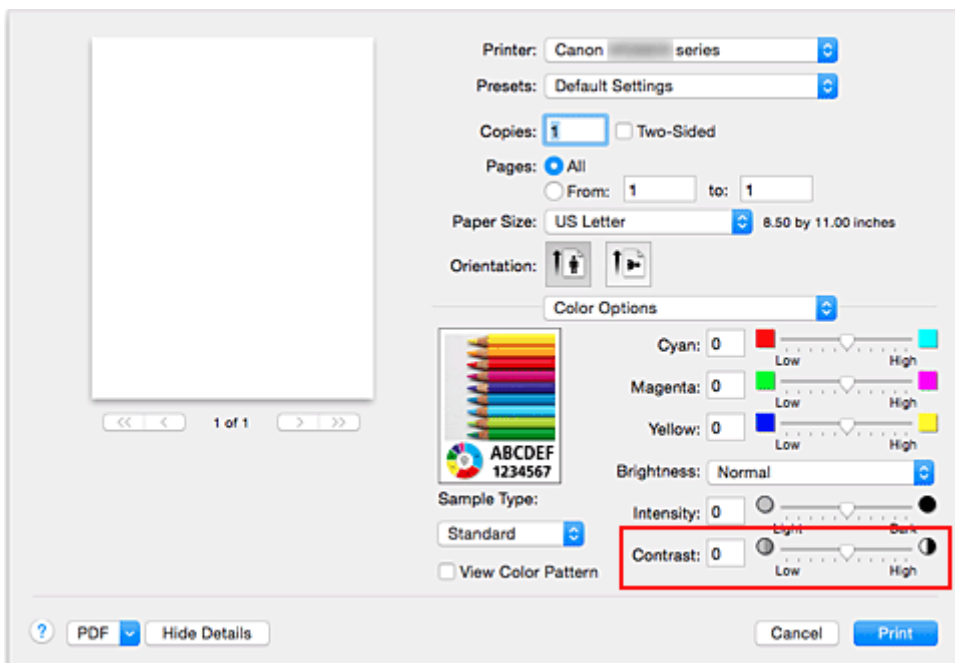 Printer: Canon series
Presets: Default Settings
Copies: 1 Two-Sided
Pages: All
From: 1 to: 1
Paper Size: US Letter 8.50 by 11.00 inches
Orientation:
Color Options
Cyan: 0
Low High
Magenta: 0
Low High
Yellow: 0
Low High
1 of 1
ABCDEF
1234567
Brightness: Normal
Sample Type:
Intensity: 0
Light Dark
Standard
Contrast: 0
Low High
View Color Pattern
? PDF Hide Details Cancel Print